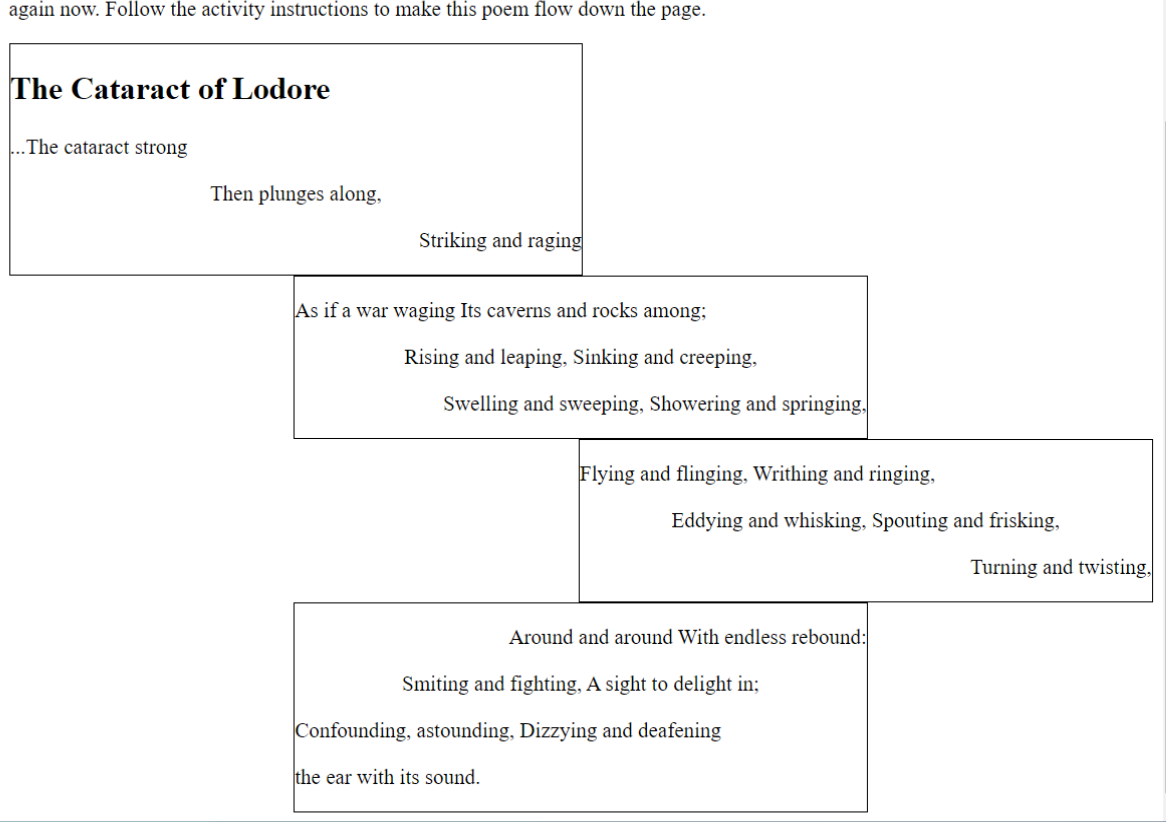 again now. Follow the activity instructions to make this poem flow down the page.
The Cataract of Lodore
...The cataract strong
Then plunges along,
Striking and raging
As if a war waging Its caverns and rocks among;
Rising and leaping, Sinking and creeping,
Swelling and sweeping, Showering and springing,
Flying and flinging, Writhing and ringing,
Eddying and whisking, Spouting and frisking,
Turning and twisting,
Around and around With endless rebound:
Smiting and fighting, A sight to delight in;
Confounding, astounding, Dizzying and deafening
the ear with its sound.